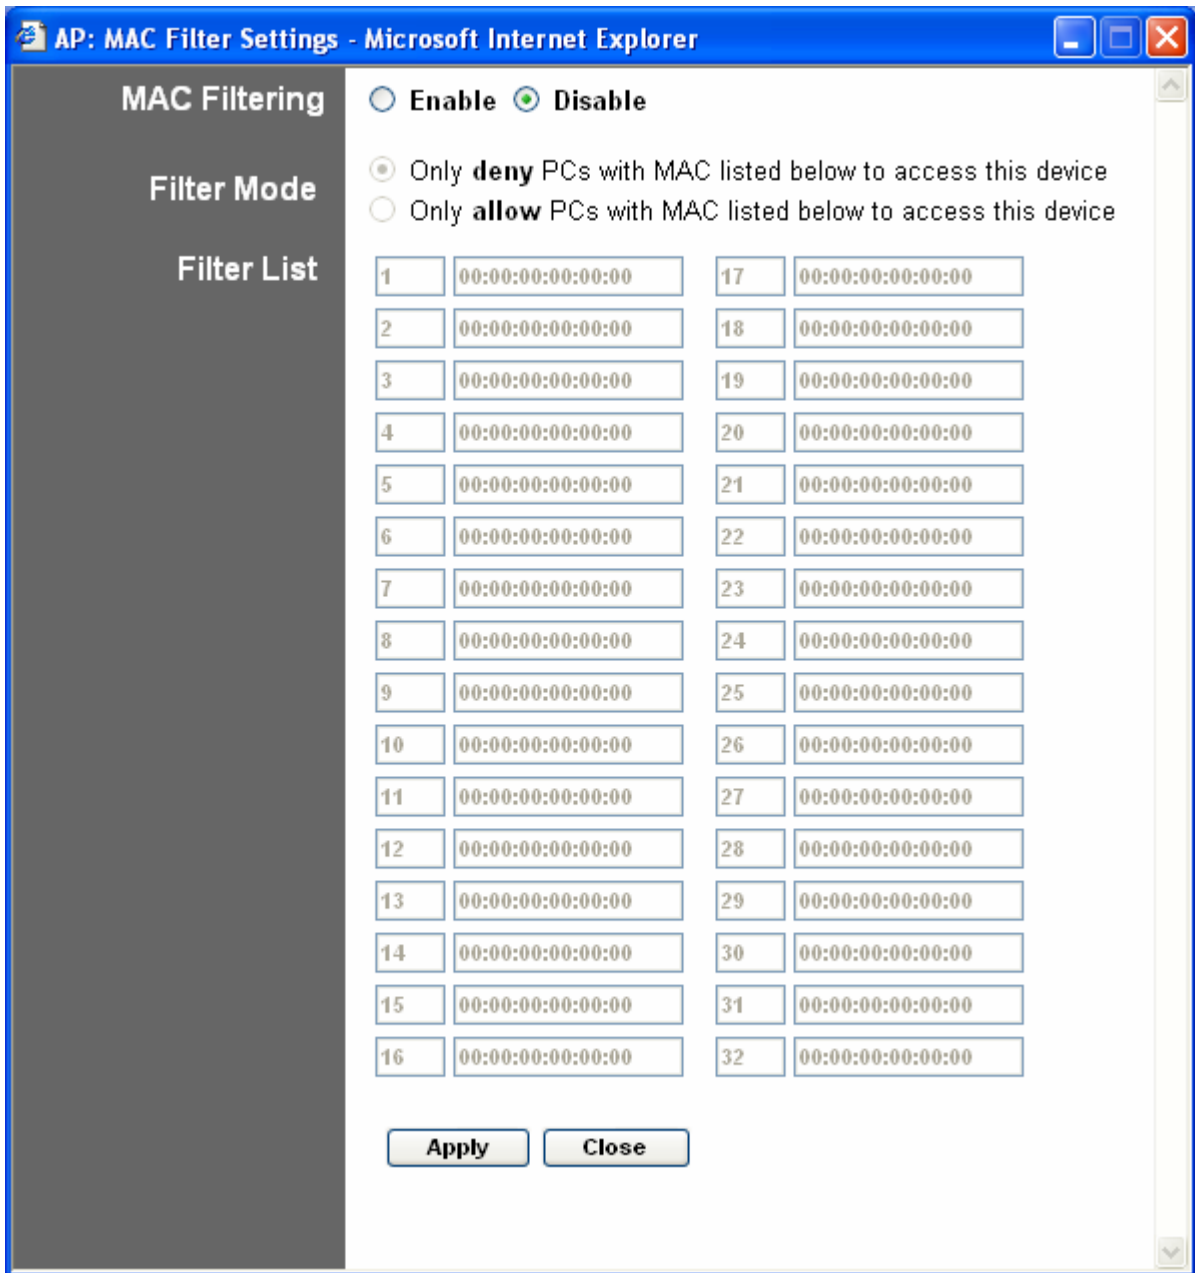 AP: MAC Filter Settings - Microsoft Internet Explorer
MAC Filtering Enable Disable
Filter Mode
Only deny PCs with MAC listed below to access this device
Only allow PCs with MAC listed below to access this device
Filter List
1 00:00:00:00:00:00 17 00:00:00:00:00:00
2 00:00:00:00:00:00 18 00:00:00:00:00:00
3 00:00:00:00:00:00 19 00:00:00:00:00:00
4 00:00:00:00:00:00 20 00:00:00:00:00:00
5 00:00:00:00:00:00 21 00:00:00:00:00:00
6 00:00:00:00:00:00 22 00:00:00:00:00:00
7 00:00:00:00:00:00 23 00:00:00:00:00:00
8 00:00:00:00:00:00 24 00:00:00:00:00:00
9 00:00:00:00:00:00 25 00:00:00:00:00:00
10 00:00:00:00:00:00 26 00:00:00:00:00:00
11 00:00:00:00:00:00 27 00:00:00:00:00:00
12 00:00:00:00:00:00 28 00:00:00:00:00:00
13 00:00:00:00:00:00 29 00:00:00:00:00:00
14 00:00:00:00:00:00 30 00:00:00:00:00:00
15 00:00:00:00:00:00 31 00:00:00:00:00:00
16 00:00:00:00:00:00 32 00:00:00:00:00:00
Apply Close